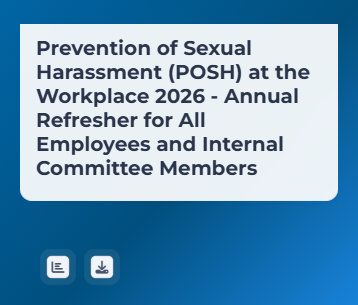 Prevention of Sexual
Harassment (POSH) at the
Workplace 2026 - Annual
Refresher for All
Employees and Internal
Committee Members